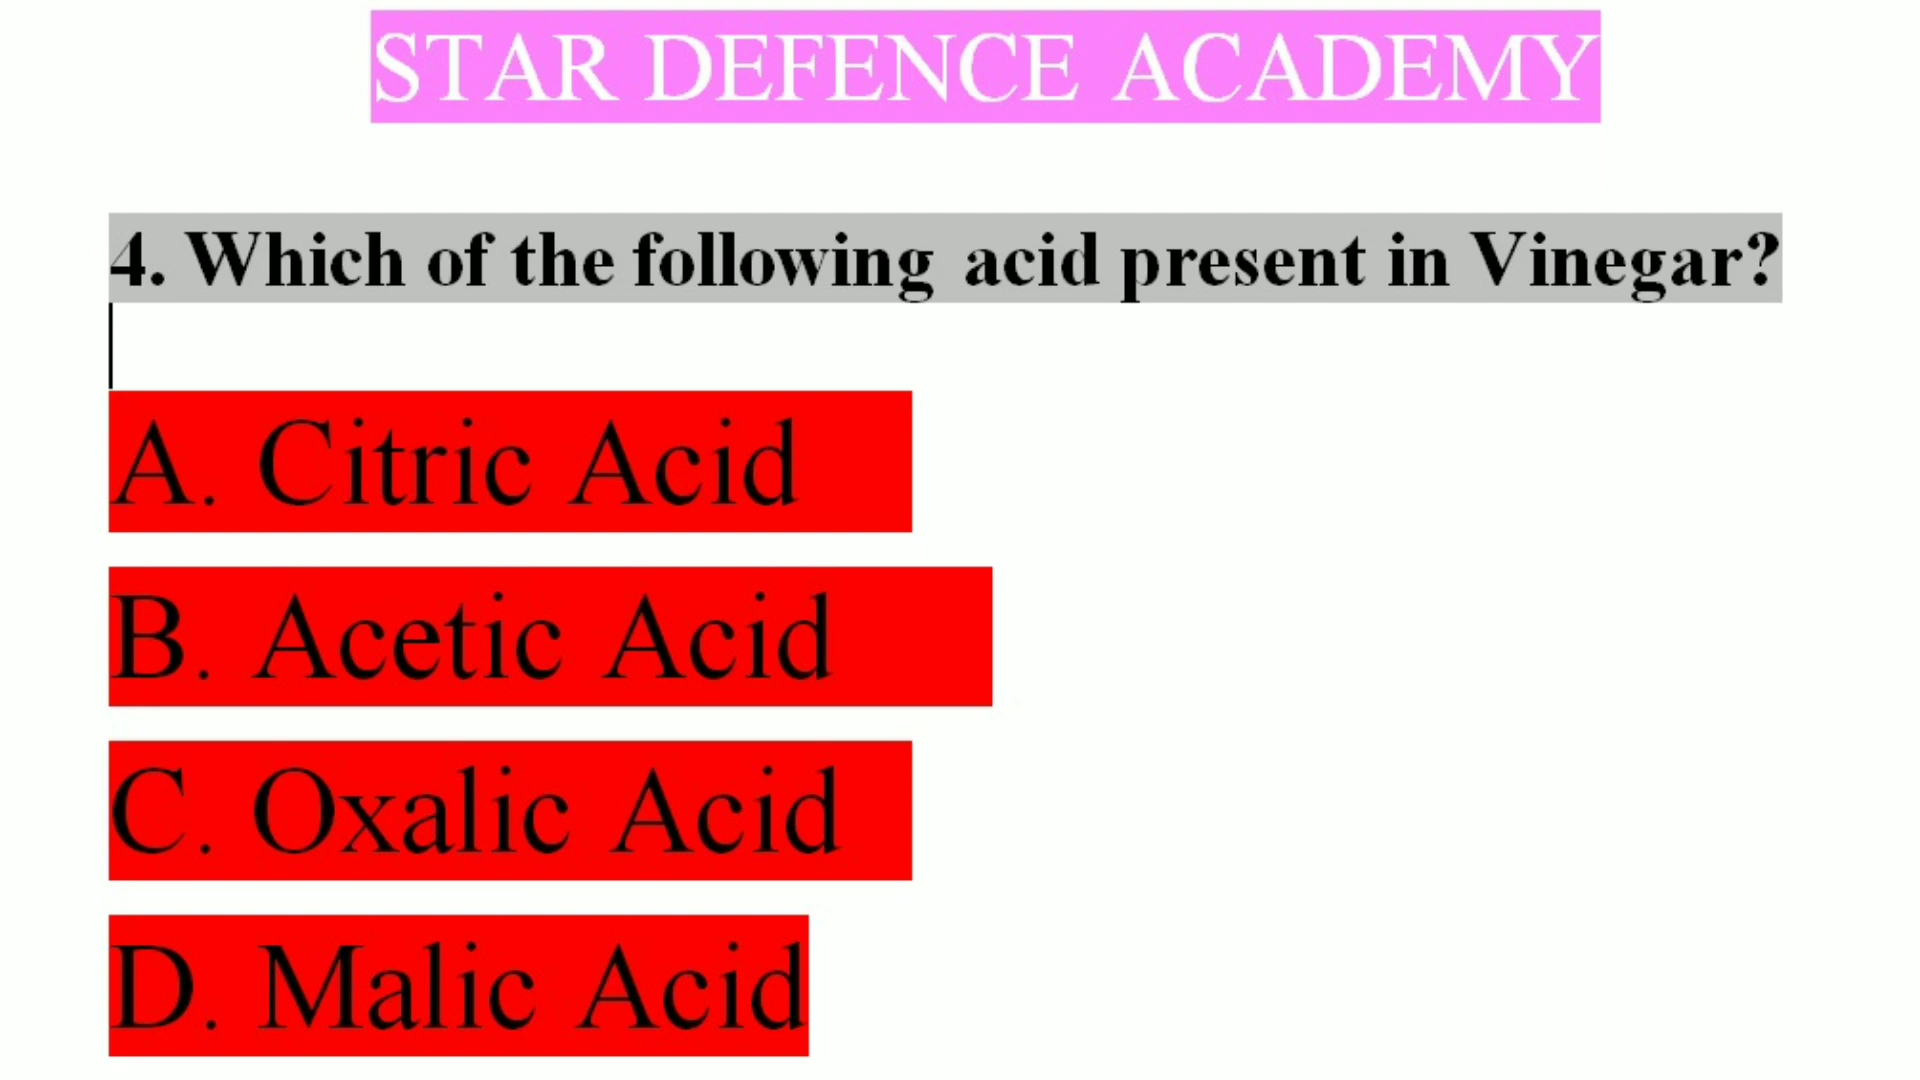 STAR DEFENCE ACADEMY
4. Which of the following acid present in Vinegar?
A. Citric Acid
B. Acetic Acid
C. Oxalic Acid
D. Malic Acid